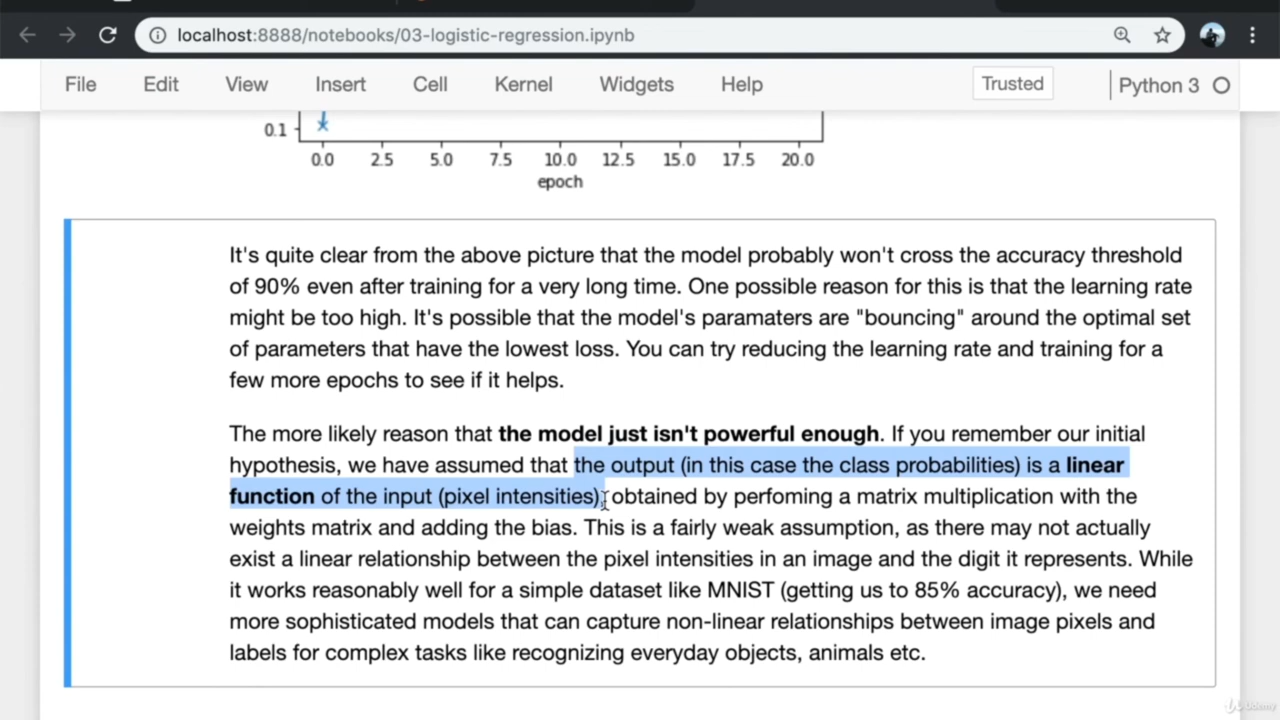 localhost:8888/notebooks/03-logistic-regression.ipynb
File Edit View Insert Cell Kernel Widgets Help Trusted Python 3
0.1
0.0 2.5 5.0 7.5 10.0 12.5 15.0 17.5 20.0
epoch
It's quite clear from the above picture that the model probably won't cross the accuracy threshold
of 90% even after training for a very long time. One possible reason for this is that the learning rate
might be too high. It's possible that the model's paramaters are "bouncing" around the optimal set
of parameters that have the lowest loss. You can try reducing the learning rate and training for a
few more epochs to see if it helps.
The more likely reason that the model just isn't powerful enough. If you remember our initial
hypothesis, we have assumed that the output (in this case the class probabilities) is a linear
function of the input (pixel intensities), obtained by perfoming a matrix multiplication with the
weights matrix and adding the bias. This is a fairly weak assumption, as there may not actually
exist a linear relationship between the pixel intensities in an image and the digit it represents. While
it works reasonably well for a simple dataset like MNIST (getting us to 85% accuracy), we need
more sophisticated models that can capture non-linear relationships between image pixels and
labels for complex tasks like recognizing everyday objects, animals etc.
Udemy